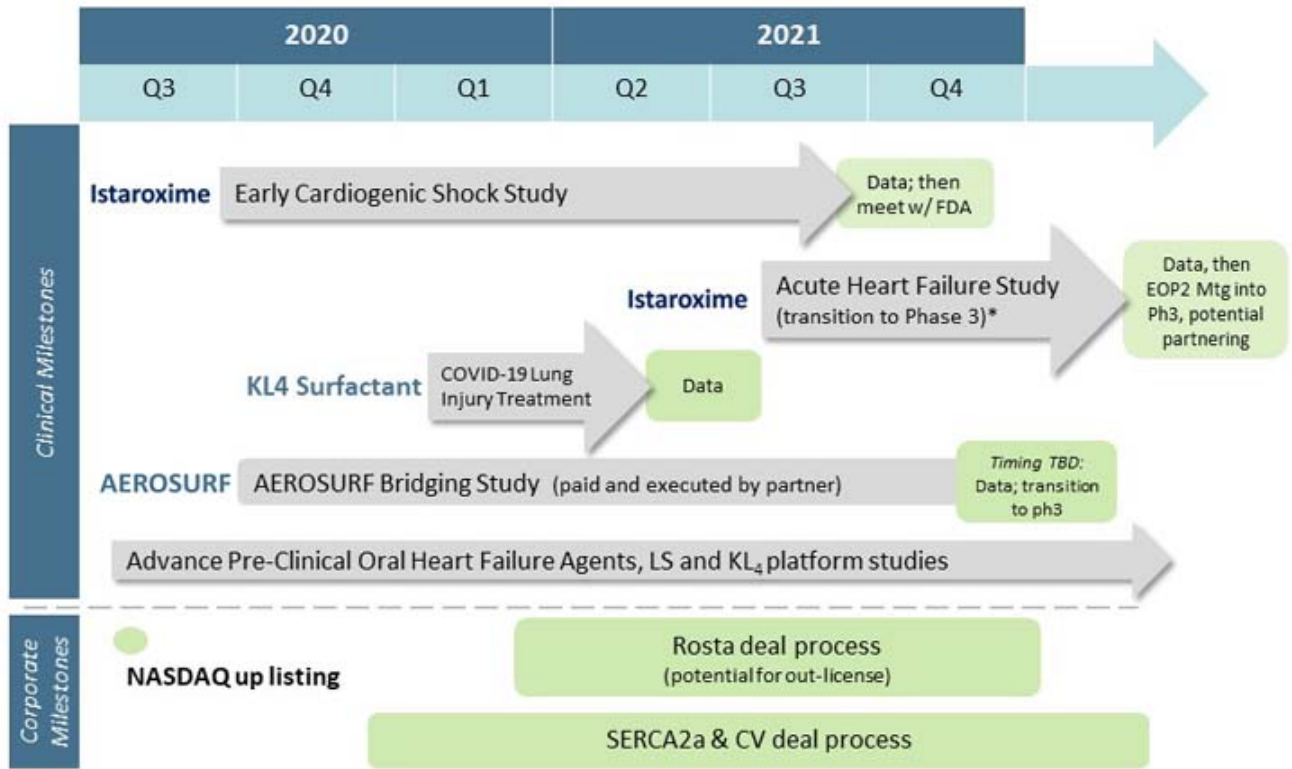 2020
2021
Q3
Q4
Q1
Q2
Q3
Q4
Clinical Milestones
Istaroxime
Early Cardiogenic Shock Study
Data; then
meet w/ FDA
Istaroxime
Acute Heart Failure Study
(transition to Phase 3)*
Data, then
EOP2 Mtg into
Ph3, potential
partnering
KL4 Surfactant
COVID-19 Lung
Injury Treatment
Data
AEROSURF
AEROSURF Bridging Study (paid and executed by partner)
Timing TBD:
Data; transition
to ph3
Advance Pre-Clinical Oral Heart Failure Agents, LS and KL₄ platform studies
Corporate
Milestones
NASDAQ up listing
Rosta deal process
(potential for out-license)
SERCA2a & CV deal process